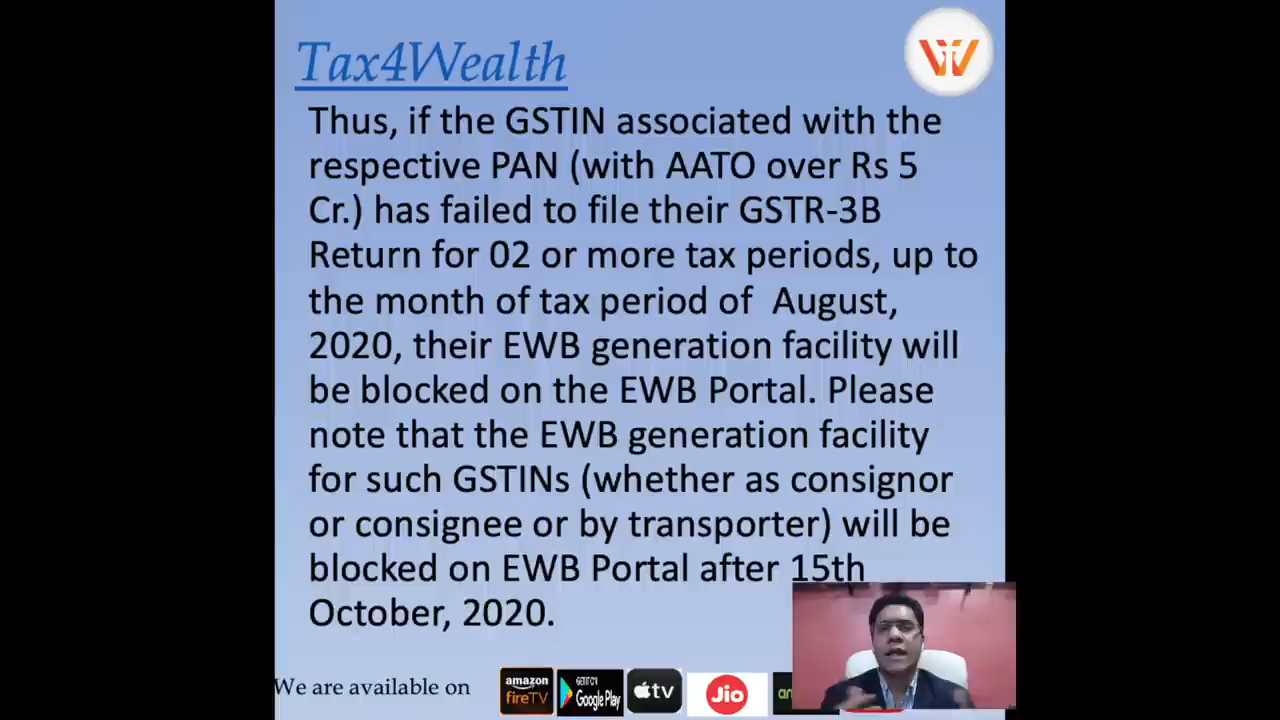 Tax4Wealth
Thus, if the GSTIN associated with the
respective PAN (with AATO over Rs 5
Cr.) has failed to file their GSTR-3B
Return for 02 or more tax periods, up to
the month of tax period of August,
2020, their EWB generation facility will
be blocked on the EWB Portal. Please
note that the EWB generation facility
for such GSTINs (whether as consignor
or consignee or by transporter) will be
blocked on EWB Portal after 15th
October, 2020.
We are available on
amazon
fireTV
GET IT ON
Google Play
tv
Jio